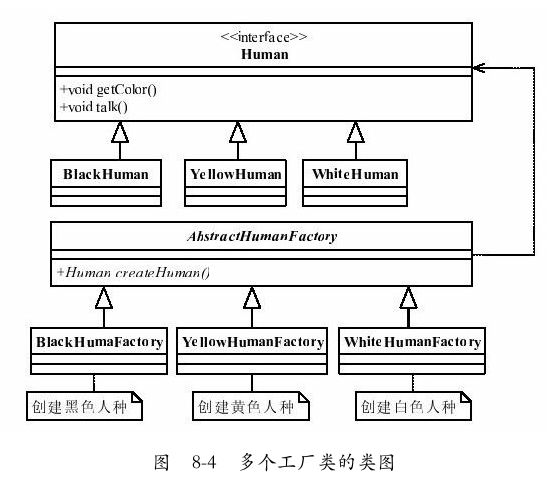 <<interface>>
Human
+void getColor()
+void talk()
BlackHuman YellowHuman WhiteHuman
AbstractHumanFactory
+Human createHuman()
BlackHumaFactory YellowHumanFactory WhiteHumanFactory
创建黑色人种 创建黄色人种 创建白色人种
图 8-4 多个工厂类的类图